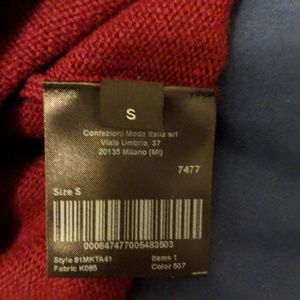 S
Confezioni Moda Italia srl
Viale Umbria, 37
20135 Milano (MI)
7477
Size S
000847477005483503
Style 81MKTA41 Items 1
Fabric K085 Color 507